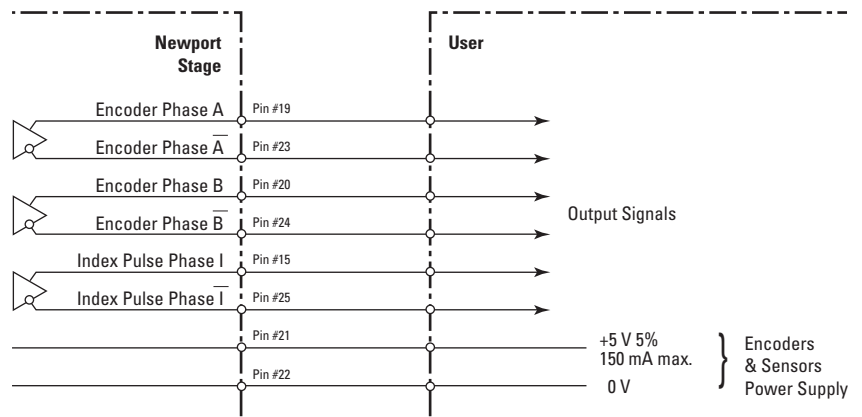 Newport
Stage
User
Encoder Phase A Pin #19
Encoder Phase A̅ Pin #23
Encoder Phase B Pin #20
Encoder Phase B̅ Pin #24
Output Signals
Index Pulse Phase I Pin #15
Index Pulse Phase I̅ Pin #25
Pin #21
+5 V 5%
150 mA max.
Pin #22
0 V
Encoders
& Sensors
Power Supply